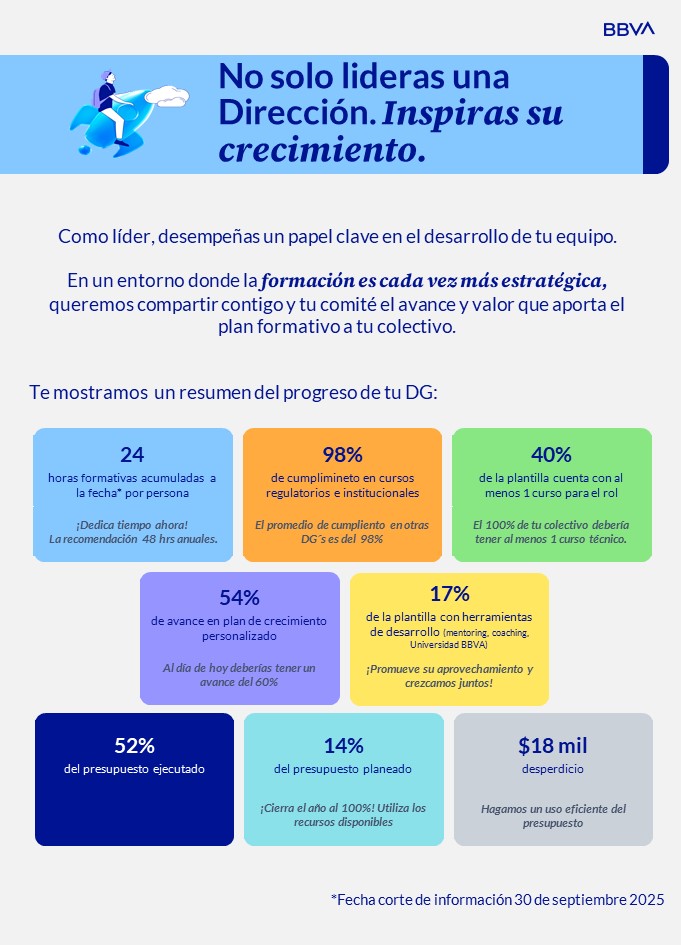 BBVA
No solo lideras una
Dirección. Inspiras su
crecimiento.
Como líder, desempeñas un papel clave en el desarrollo de tu equipo.
En un entorno donde la formación es cada vez más estratégica,
queremos compartir contigo y tu comité el avance y valor que aporta el
plan formativo a tu colectivo.
Te mostramos un resumen del progreso de tu DG:
24
horas formativas acumuladas a
la fecha* por persona
¡Dedica tiempo ahora!
La recomendación 48 hrs anuales.
98%
de cumplimineto en cursos
regulatorios e institucionales
El promedio de cumpliento en otras
DG´s es del 98%
40%
de la plantilla cuenta con al
menos 1 curso para el rol
El 100% de tu colectivo debería
tener al menos 1 curso técnico.
54%
de avance en plan de crecimiento
personalizado
Al día de hoy deberías tener un
avance del 60%
17%
de la plantilla con herramientas
de desarrollo (mentoring, coaching,
Universidad BBVA)
¡Promueve su aprovechamiento y
crezcamos juntos!
52%
del presupuesto ejecutado
14%
del presupuesto planeado
¡Cierra el año al 100%! Utiliza los
recursos disponibles
$18 mil
desperdicio
Hagamos un uso eficiente del
presupuesto
*Fecha corte de información 30 de septiembre 2025